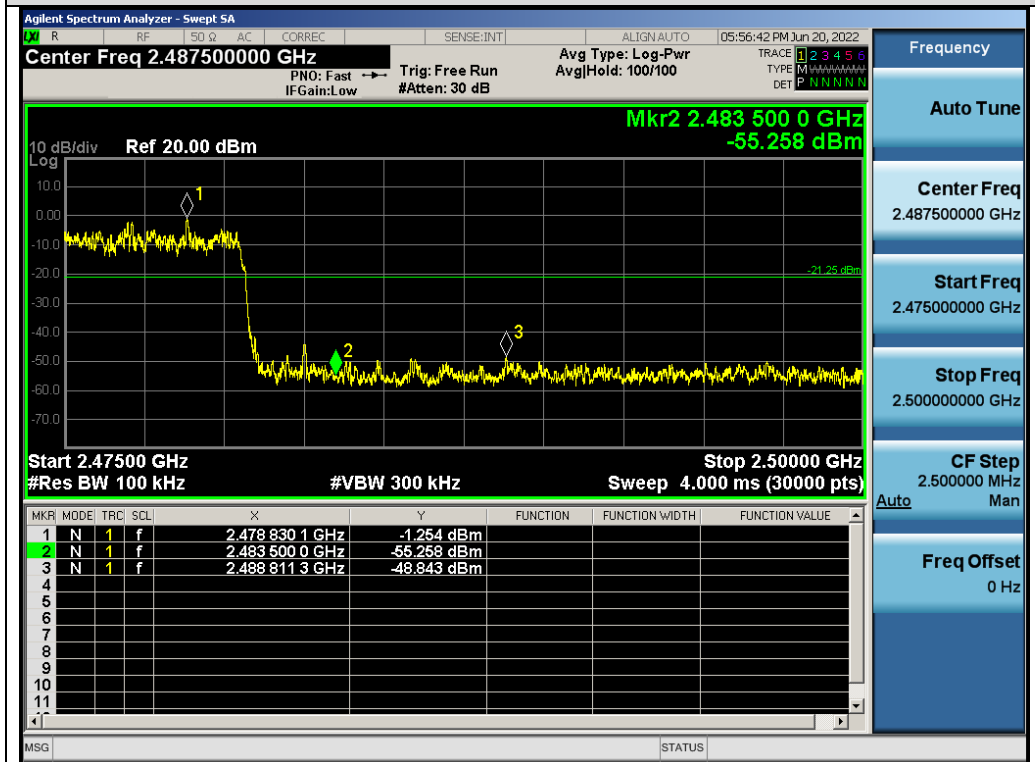 Agilent Spectrum Analyzer - Swept SA
LXI R RF 50 Ω AC CORREC SENSE:INT ALIGN AUTO 05:56:42 PM Jun 20, 2022
Center Freq 2.487500000 GHz
PNO: Fast
IFGain:Low
Trig: Free Run
#Atten: 30 dB
Avg Type: Log-Pwr
Avg|Hold: 100/100
TRACE 1 2 3 4 5 6
TYPE M
DET P N N N N N
Mkr2 2.483 500 0 GHz
-55.258 dBm
10 dB/div Ref 20.00 dBm
Log
10.0
0.00
-10.0
-20.0
-30.0
-40.0
-50.0
-60.0
-70.0
1
2
3
-21.25 dBm
Start 2.47500 GHz Stop 2.50000 GHz
#Res BW 100 kHz #VBW 300 kHz Sweep 4.000 ms (30000 pts)
MKR MODE TRC SCL X Y FUNCTION FUNCTION WIDTH FUNCTION VALUE
1 N 1 f 2.478 830 1 GHz -1.254 dBm
2 N 1 f 2.483 500 0 GHz -55.258 dBm
3 N 1 f 2.488 811 3 GHz -48.843 dBm
4
5
6
7
8
9
10
11
MSG STATUS
Frequency
Auto Tune
Center Freq
2.487500000 GHz
Start Freq
2.475000000 GHz
Stop Freq
2.500000000 GHz
CF Step
2.500000 MHz
Auto Man
Freq Offset
0 Hz